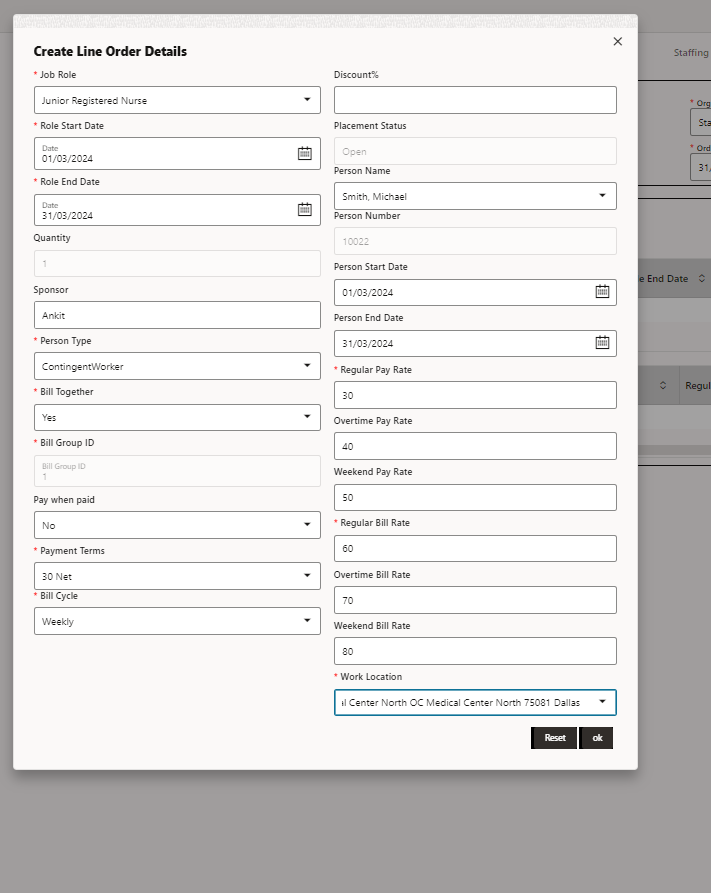 Create Line Order Details
* Job Role
Junior Registered Nurse
* Role Start Date
Date
01/03/2024
* Role End Date
Date
31/03/2024
Quantity
1
Sponsor
Ankit
* Person Type
ContingentWorker
* Bill Together
Yes
* Bill Group ID
Bill Group ID
1
Pay when paid
No
* Payment Terms
30 Net
* Bill Cycle
Weekly
Discount%
Placement Status
Open
Person Name
Smith, Michael
Person Number
10022
Person Start Date
01/03/2024
Person End Date
31/03/2024
* Regular Pay Rate
30
Overtime Pay Rate
40
Weekend Pay Rate
50
* Regular Bill Rate
60
Overtime Bill Rate
70
Weekend Bill Rate
80
* Work Location
al Center North OC Medical Center North 75081 Dallas
Reset ok
Staffing
* Org
Sta
* Ord
31/
e End Date
Regul